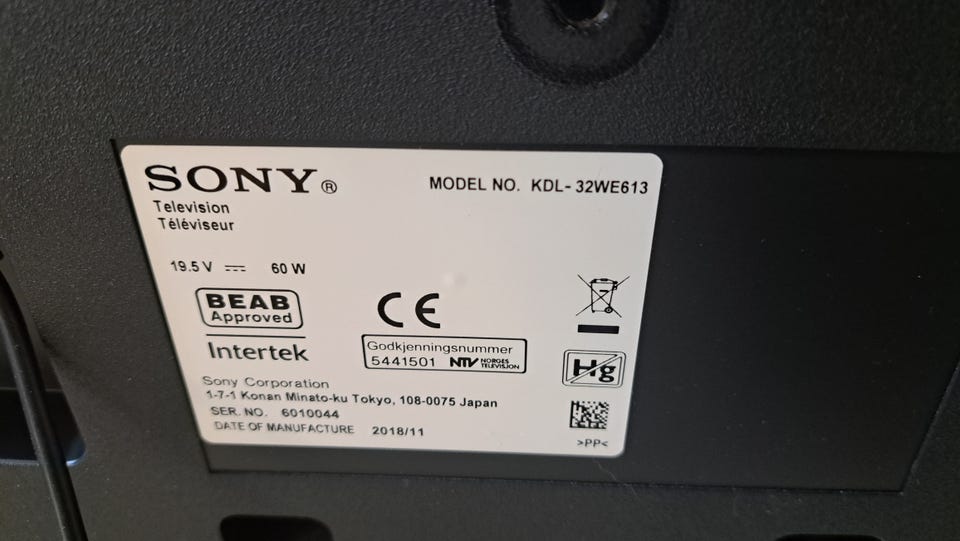 SONY®
MODEL NO. KDL-32WE613
Television
Téléviseur
19.5 V ⎓ 60 W
BEAB
Approved
CE
Intertek
Godkjenningsnummer
5441501 NTV NORGES TELEVISJON
Hg
Sony Corporation
1-7-1 Konan Minato-ku Tokyo, 108-0075 Japan
SER. NO. 6010044
DATE OF MANUFACTURE 2018/11
>PP<